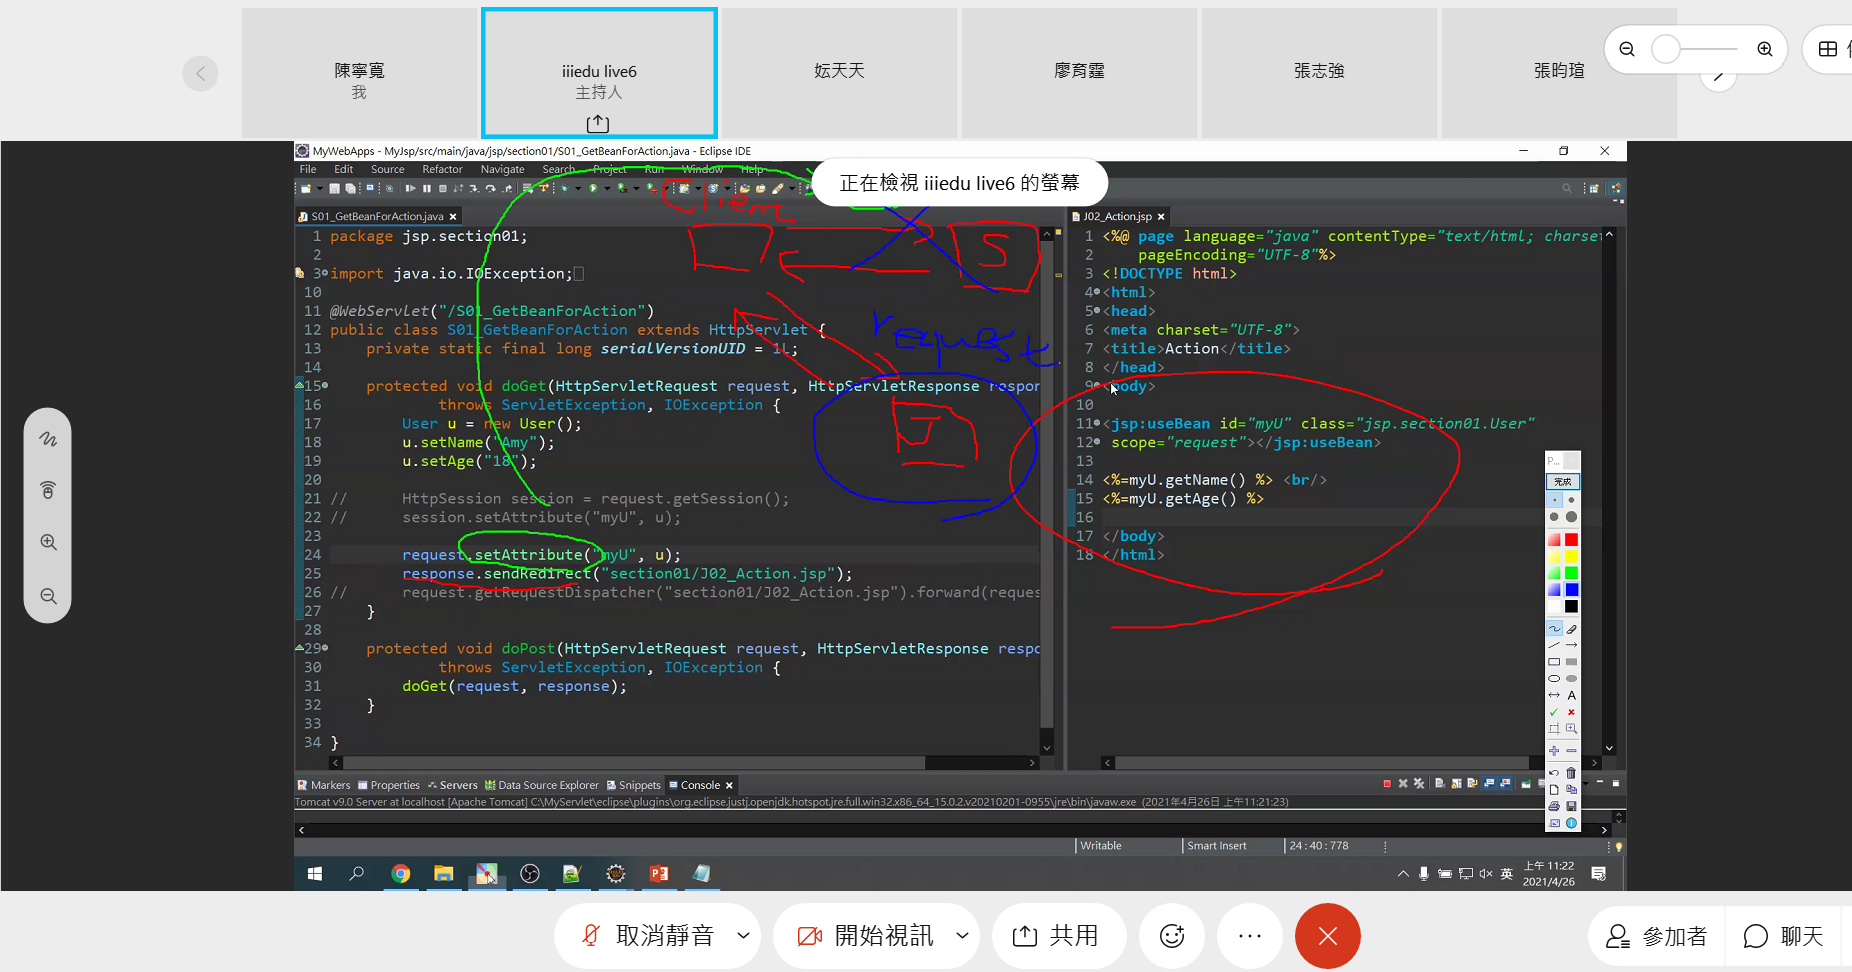 陳寧寬
我
iiiedu live6
主持人
妘天天
廖育霆
張志強
張昀瑄
正在檢視 iiiedu live6 的螢幕
MyWebApps - MyJsp/src/main/java/jsp/section01/S01_GetBeanForAction.java - Eclipse IDE
File Edit Source Refactor Navigate Search Project Run Window Help
S01_GetBeanForAction.java
1 package jsp.section01;
2
3 import java.io.IOException;
10
11 @WebServlet("/S01_GetBeanForAction")
12 public class S01_GetBeanForAction extends HttpServlet {
13 private static final long serialVersionUID = 1L;
14
15 protected void doGet(HttpServletRequest request, HttpServletResponse respor
16 throws ServletException, IOException {
17 User u = new User();
18 u.setName("Amy");
19 u.setAge("18");
20
21 // HttpSession session = request.getSession();
22 // session.setAttribute("myU", u);
23
24 request.setAttribute("myU", u);
25 response.sendRedirect("section01/J02_Action.jsp");
26 // request.getRequestDispatcher("section01/J02_Action.jsp").forward(reques
27 }
28
29 protected void doPost(HttpServletRequest request, HttpServletResponse respo
30 throws ServletException, IOException {
31 doGet(request, response);
32 }
33
34 }
Client
S
request
J
J02_Action.jsp
1 <%@ page language="java" contentType="text/html; charset
2 pageEncoding="UTF-8"%>
3 <!DOCTYPE html>
4 <html>
5 <head>
6 <meta charset="UTF-8">
7 <title>Action</title>
8 </head>
9 <body>
10
11 <jsp:useBean id="myU" class="jsp.section01.User"
12 scope="request"></jsp:useBean>
13
14 <%=myU.getName() %> <br/>
15 <%=myU.getAge() %>
16
17 </body>
18 </html>
P...
完成
A
Markers Properties Servers Data Source Explorer Snippets Console
Tomcat v9.0 Server at localhost [Apache Tomcat] C:\MyServlet\eclipse\plugins\org.eclipse.justj.openjdk.hotspot.jre.full.win32.x86_64_15.0.2.v20210201-0955\jre\bin\javaw.exe (2021年4月26日 上午11:21:23)
Writable Smart Insert 24 : 40 : 778
英
上午 11:22
2021/4/26
取消靜音 開始視訊 共用 參加者 聊天